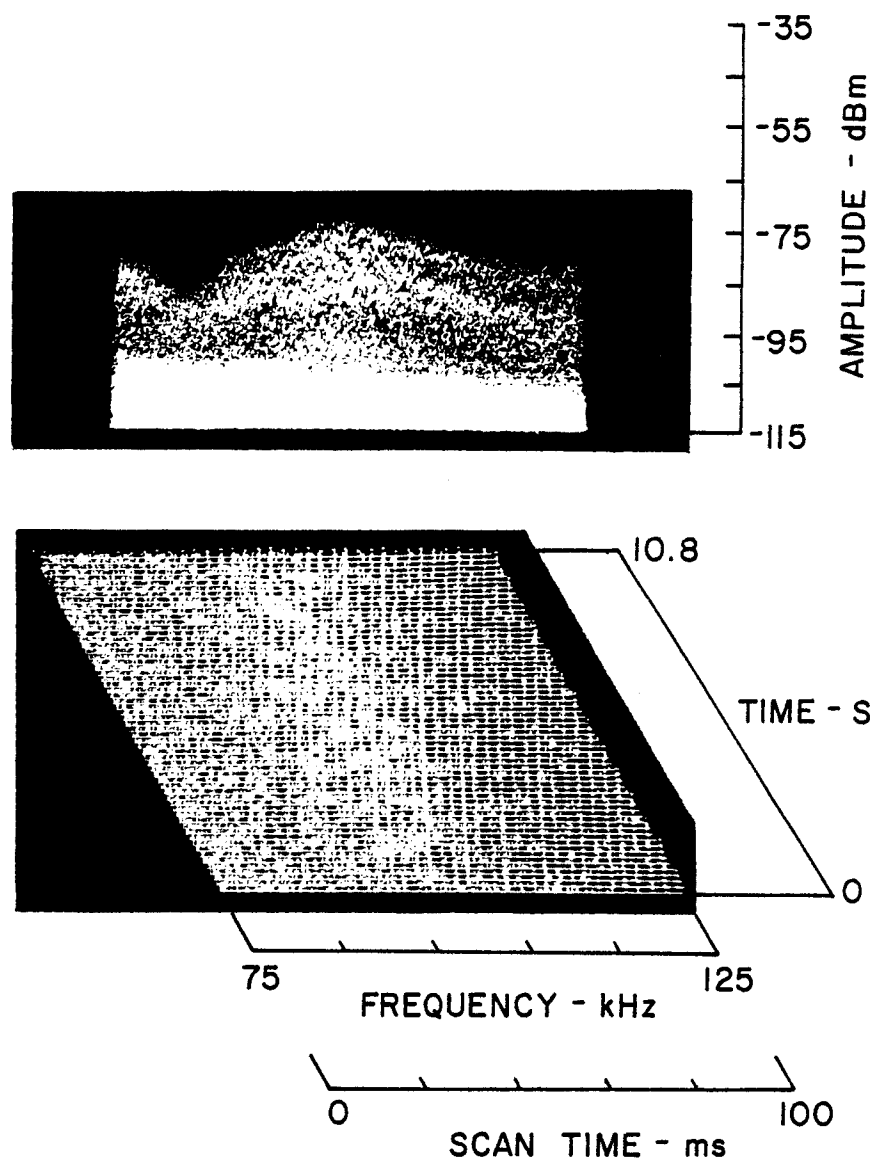 -35
-55
-75
-95
-115
AMPLITUDE - dBm
10.8
TIME - S
0
75
125
FREQUENCY - kHz
0
100
SCAN TIME - ms